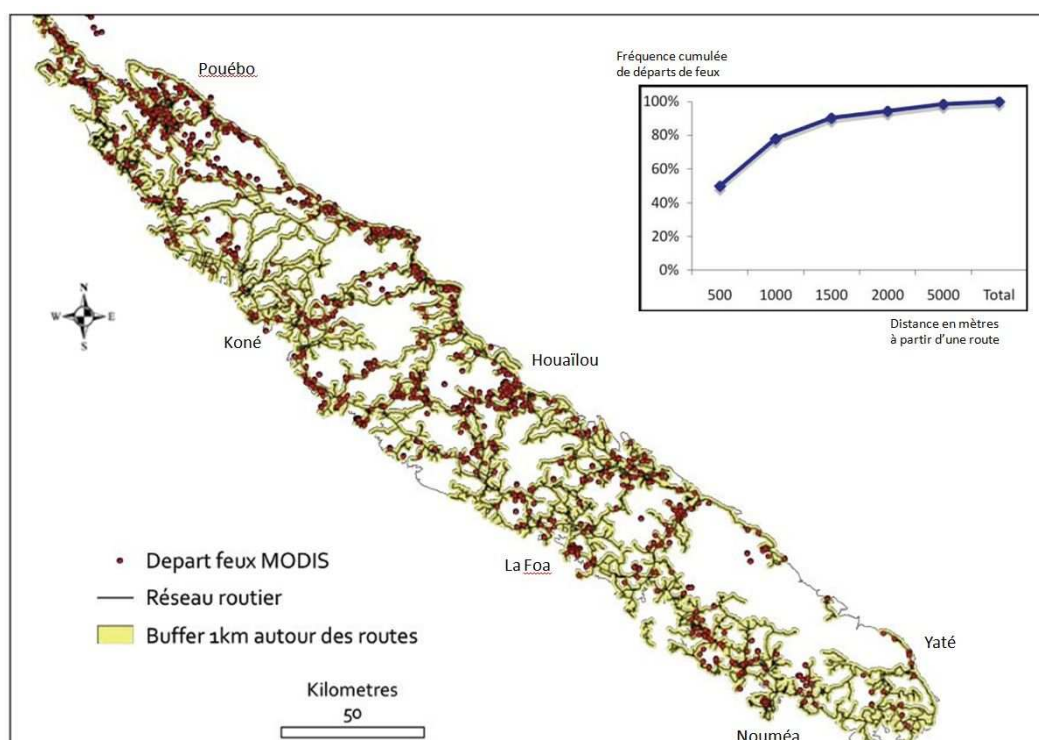 Pouébo
Fréquence cumulée
de départs de feux
100%
80%
60%
40%
20%
0%
500 1000 1500 2000 5000 Total
Distance en mètres
à partir d'une route
N
W E
S
Koné
Houaïlou
La Foa
Depart feux MODIS
Réseau routier
Buffer 1km autour des routes
Yaté
Kilometres
50
Nouméa